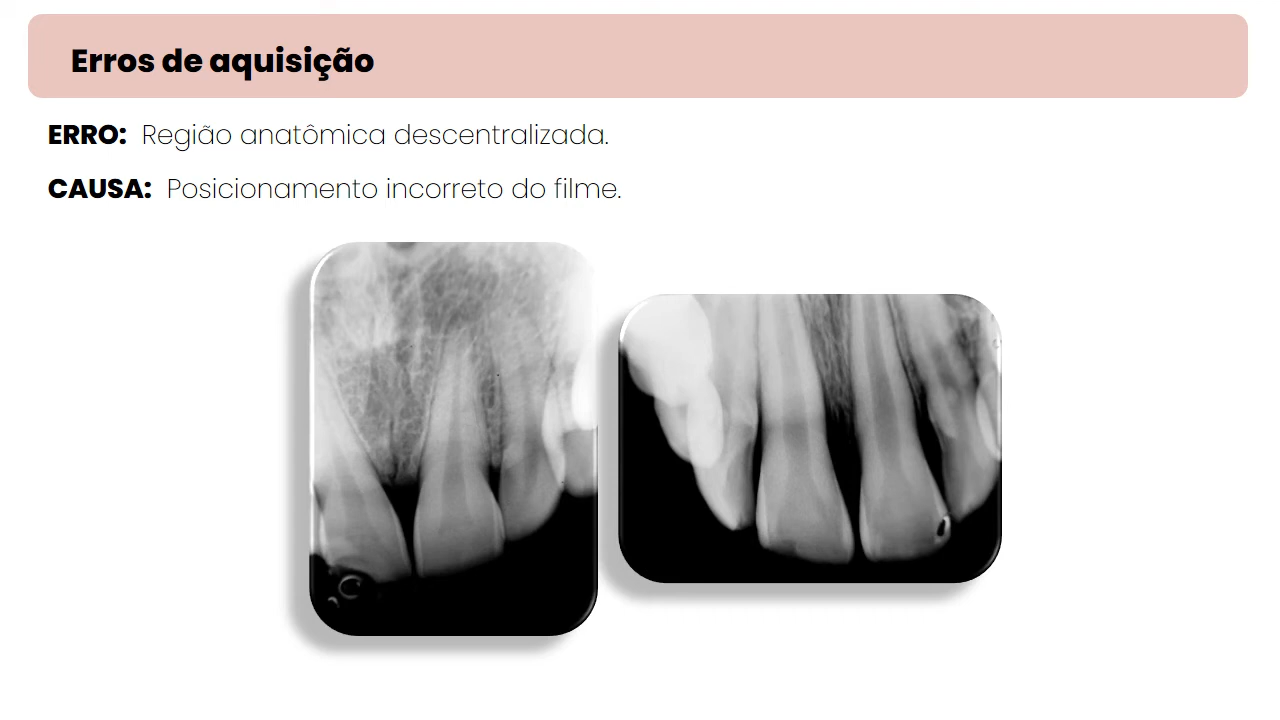 Erros de aquisição
ERRO: Região anatômica descentralizada.
CAUSA: Posicionamento incorreto do filme.